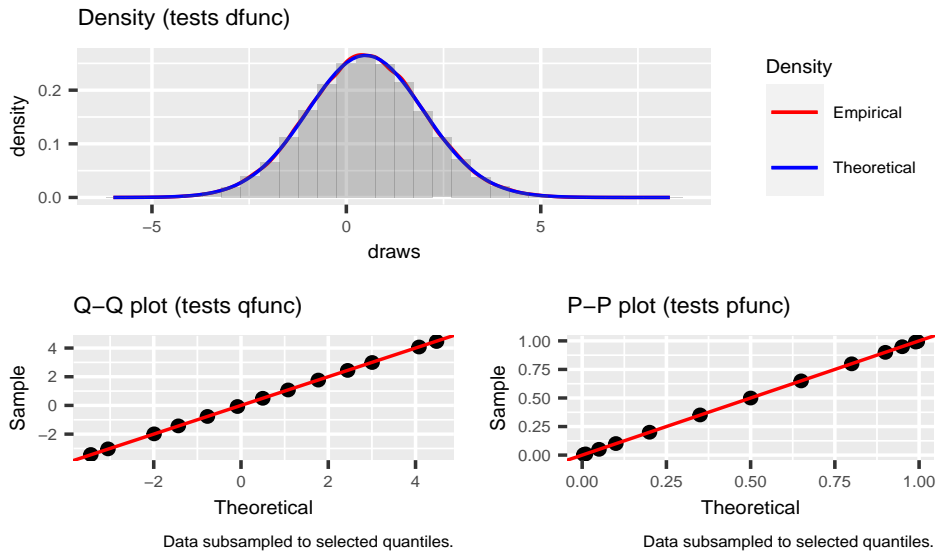 Density (tests dfunc)
density
0.2
0.1
0.0
−5
0
5
draws
Density
Empirical
Theoretical
Q−Q plot (tests qfunc)
Sample
4
2
0
−2
−2
0
2
4
Theoretical
Data subsampled to selected quantiles.
P−P plot (tests pfunc)
Sample
1.00
0.75
0.50
0.25
0.00
0.00
0.25
0.50
0.75
1.00
Theoretical
Data subsampled to selected quantiles.